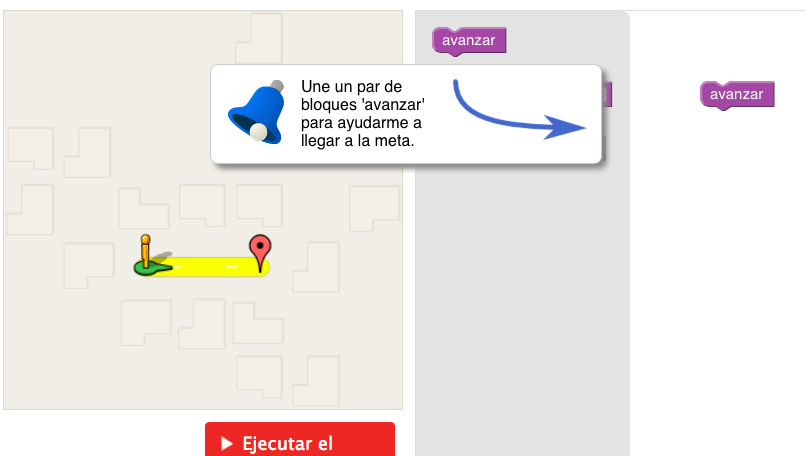 avanzar
Une un par de
bloques 'avanzar'
para ayudarme a
llegar a la meta.
avanzar
Ejecutar el